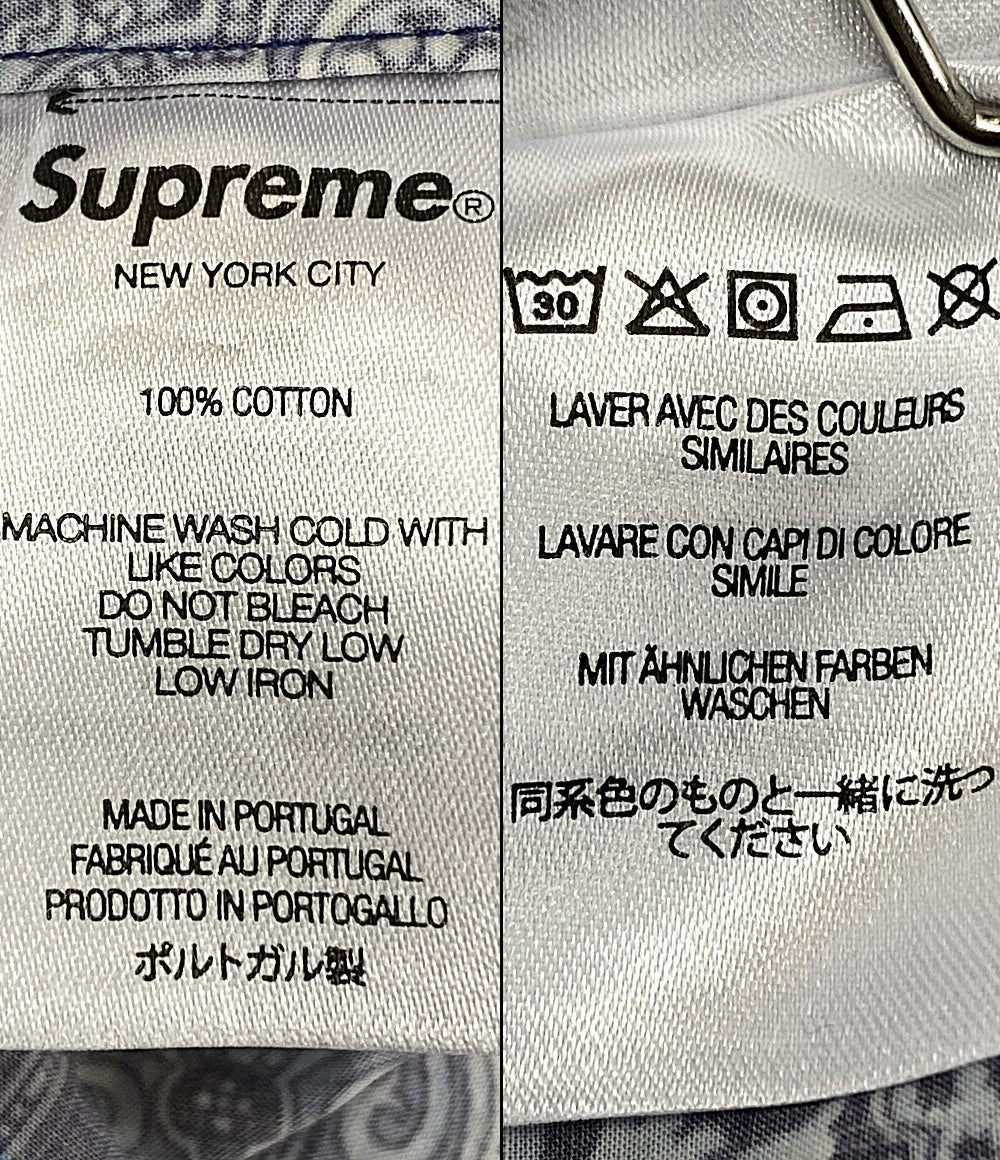 Supreme®
NEW YORK CITY
100% COTTON
MACHINE WASH COLD WITH
LIKE COLORS
DO NOT BLEACH
TUMBLE DRY LOW
LOW IRON
MADE IN PORTUGAL
FABRIQUÉ AU PORTUGAL
PRODOTTO IN PORTOGALLO
ポルトガル製
30
LAVER AVEC DES COULEURS
SIMILAIRES
LAVARE CON CAPI DI COLORE
SIMILE
MIT ÄHNLICHEN FARBEN
WASCHEN
同系色のものと一緒に洗っ
てください